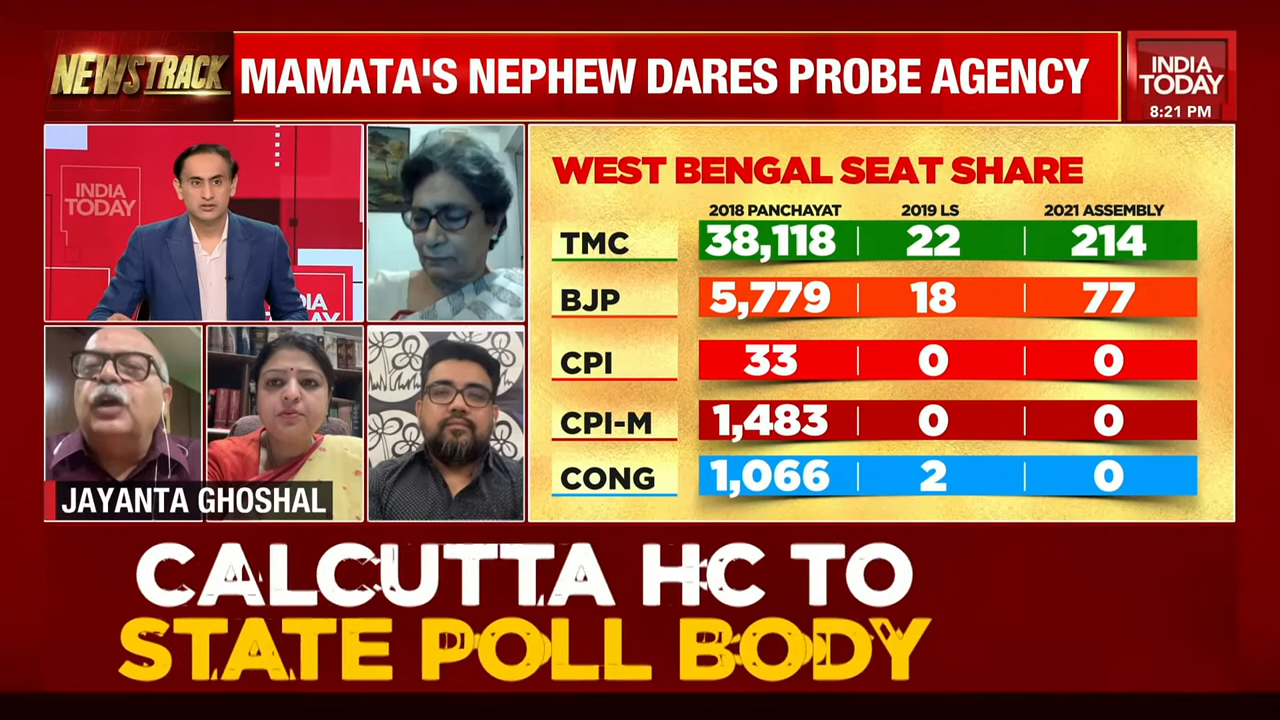 NEWSTRACK
MAMATA'S NEPHEW DARES PROBE AGENCY
INDIA
TODAY
8:21 PM
INDIA
TODAY
WEST BENGAL SEAT SHARE
2018 PANCHAYAT 2019 LS 2021 ASSEMBLY
TMC 38,118 22 214
BJP 5,779 18 77
CPI 33 0 0
CPI-M 1,483 0 0
CONG 1,066 2 0
JAYANTA GHOSHAL
CALCUTTA HC TO
STATE POLL BODY